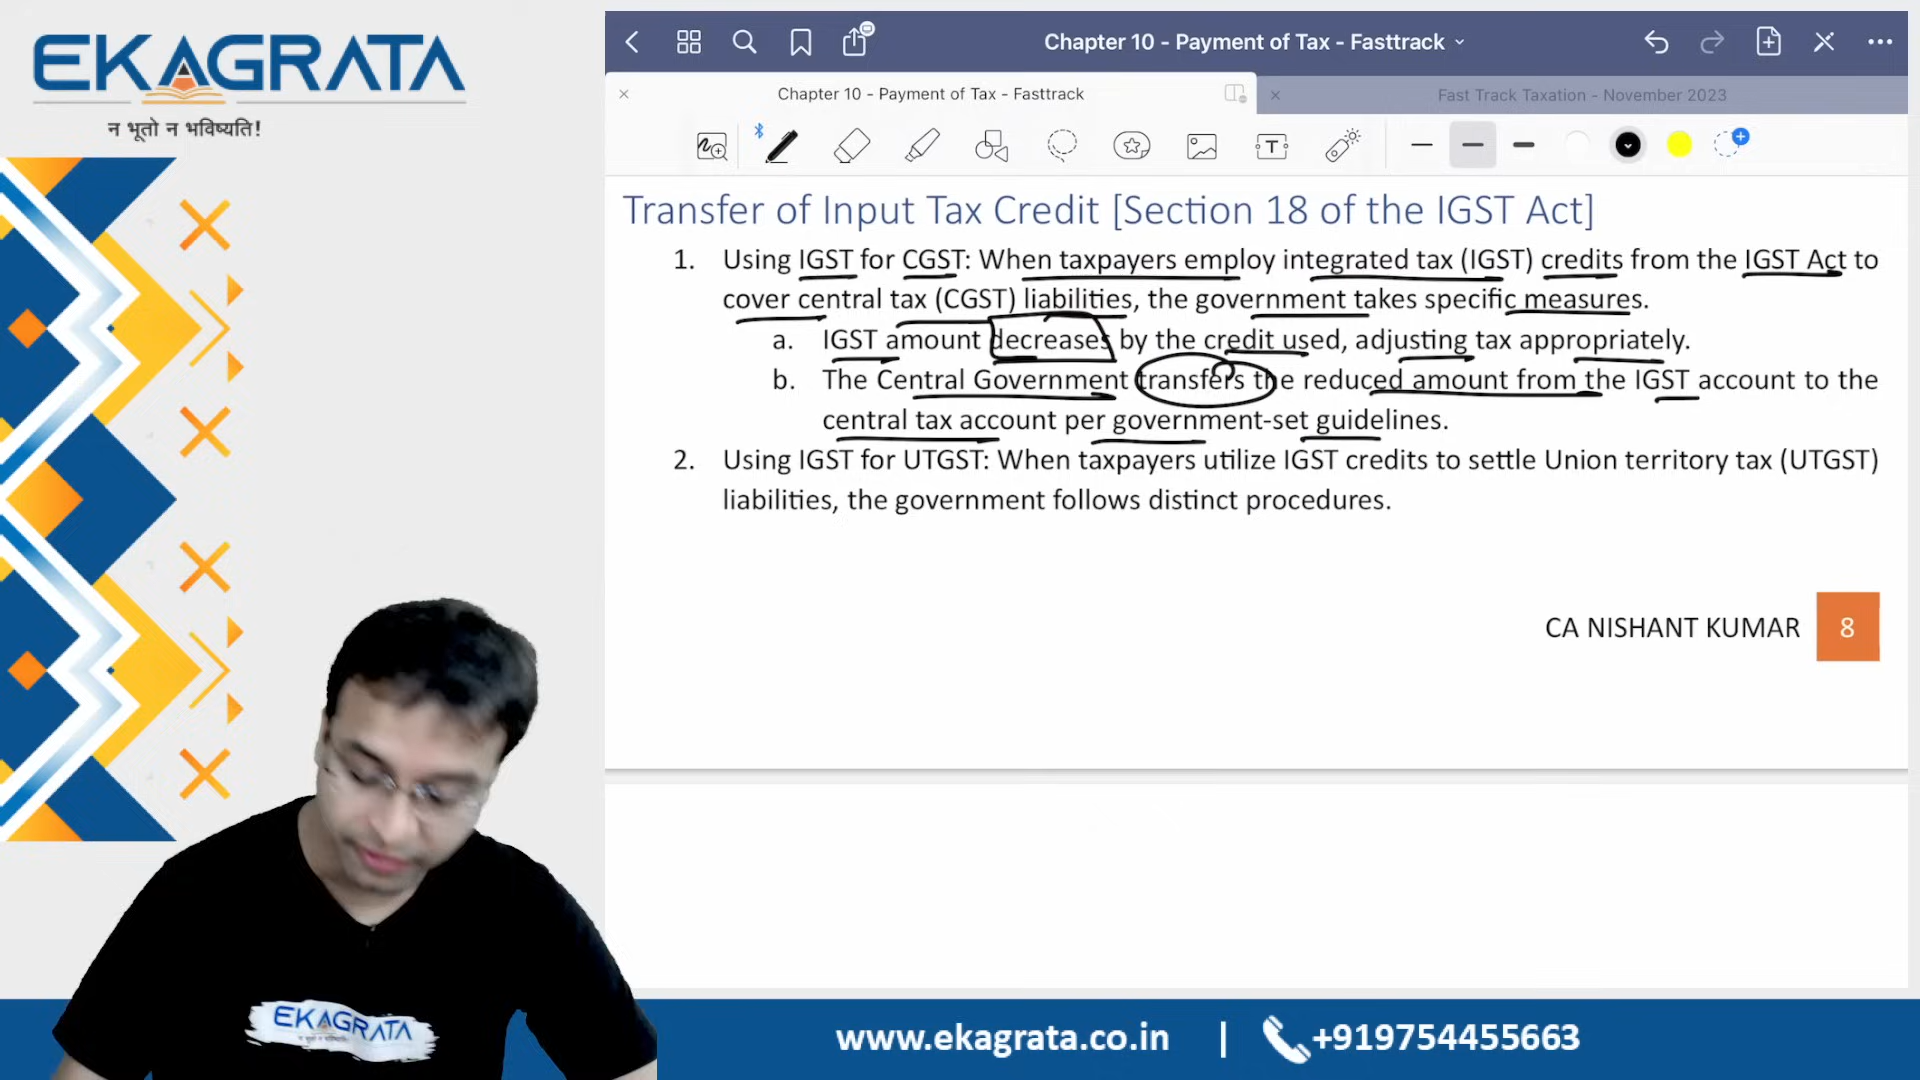 EKAGRATA
न भूतो न भविष्यति!
Chapter 10 - Payment of Tax - Fasttrack
Chapter 10 - Payment of Tax - Fasttrack
Fast Track Taxation - November 2023
T
Transfer of Input Tax Credit [Section 18 of the IGST Act]
1. Using IGST for CGST: When taxpayers employ integrated tax (IGST) credits from the IGST Act to
cover central tax (CGST) liabilities, the government takes specific measures.
a. IGST amount decreases by the credit used, adjusting tax appropriately.
b. The Central Government transfers the reduced amount from the IGST account to the
central tax account per government-set guidelines.
2. Using IGST for UTGST: When taxpayers utilize IGST credits to settle Union territory tax (UTGST)
liabilities, the government follows distinct procedures.
CA NISHANT KUMAR 8
EKAGRATA
www.ekagrata.co.in | +919754455663